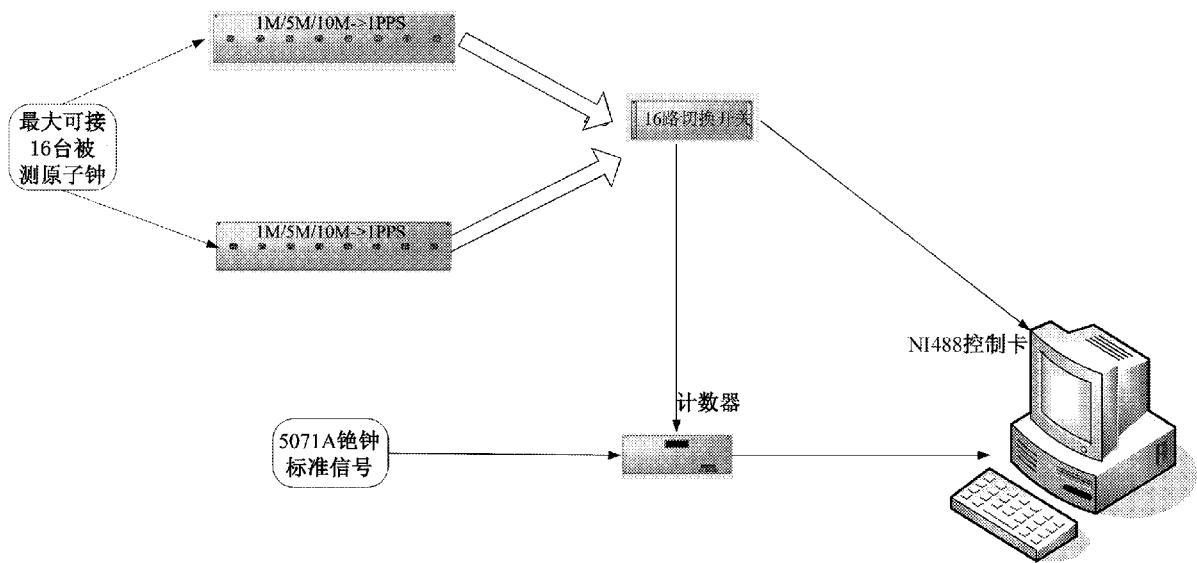 1M/5M/10M->1PPS
最大可接
16台被
测原子钟
16路切换开关
1M/5M/10M->1PPS
NI488控制卡
计数器
5071A铯钟
标准信号